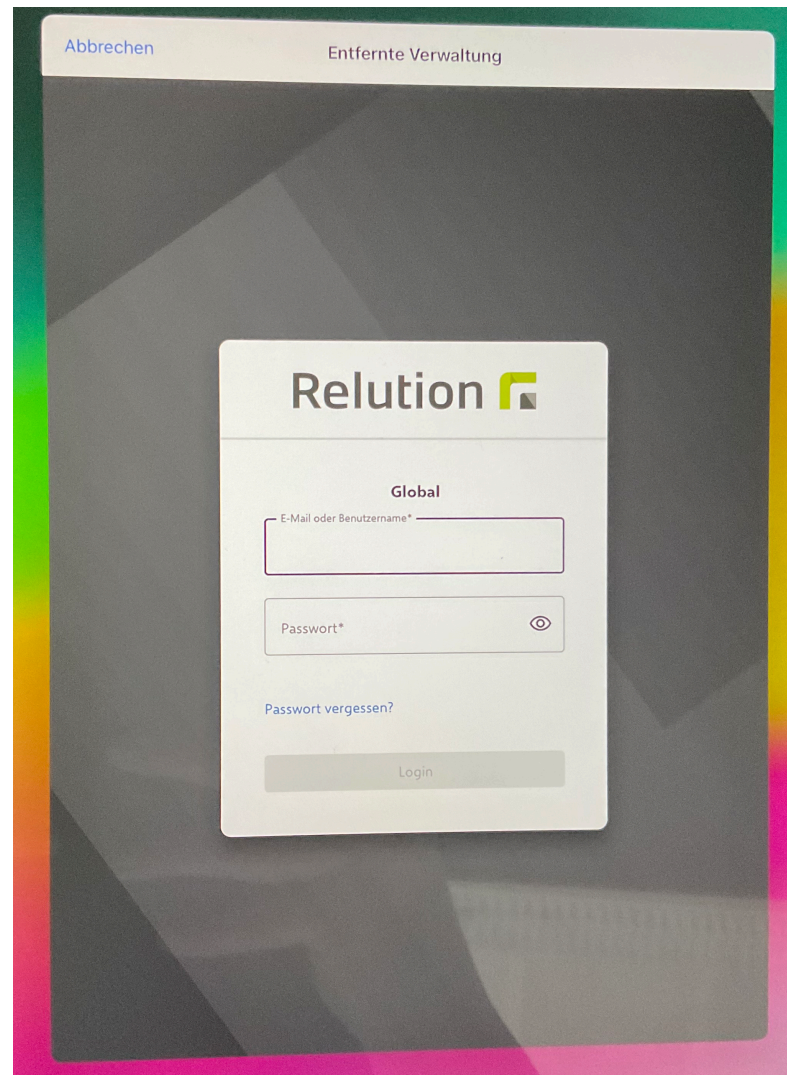 Abbrechen
Entfernte Verwaltung
Relution
Global
E-Mail oder Benutzername*
Passwort*
Passwort vergessen?
Login